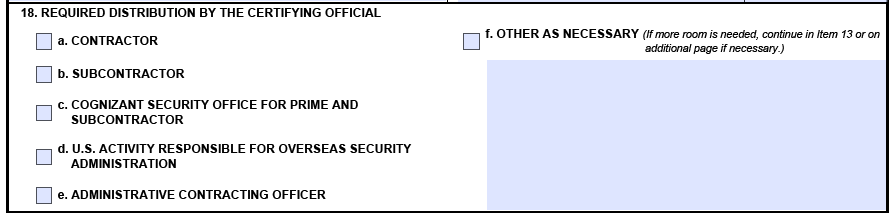 18. REQUIRED DISTRIBUTION BY THE CERTIFYING OFFICIAL
a. CONTRACTOR
b. SUBCONTRACTOR
c. COGNIZANT SECURITY OFFICE FOR PRIME AND
SUBCONTRACTOR
d. U.S. ACTIVITY RESPONSIBLE FOR OVERSEAS SECURITY
ADMINISTRATION
e. ADMINISTRATIVE CONTRACTING OFFICER
f. OTHER AS NECESSARY (If more room is needed, continue in Item 13 or on
additional page if necessary.)